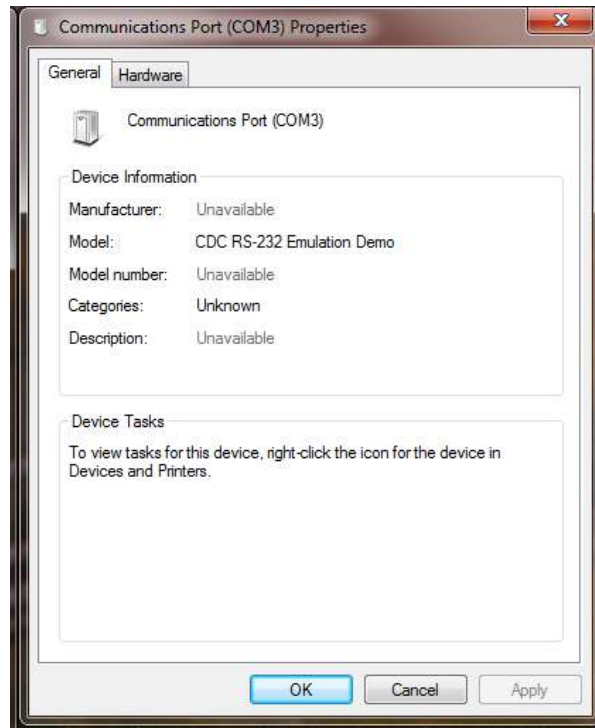 Communications Port (COM3) Properties
General Hardware
Communications Port (COM3)
Device Information
Manufacturer: Unavailable
Model: CDC RS-232 Emulation Demo
Model number: Unavailable
Categories: Unknown
Description: Unavailable
Device Tasks
To view tasks for this device, right-click the icon for the device in
Devices and Printers.
OK Cancel Apply